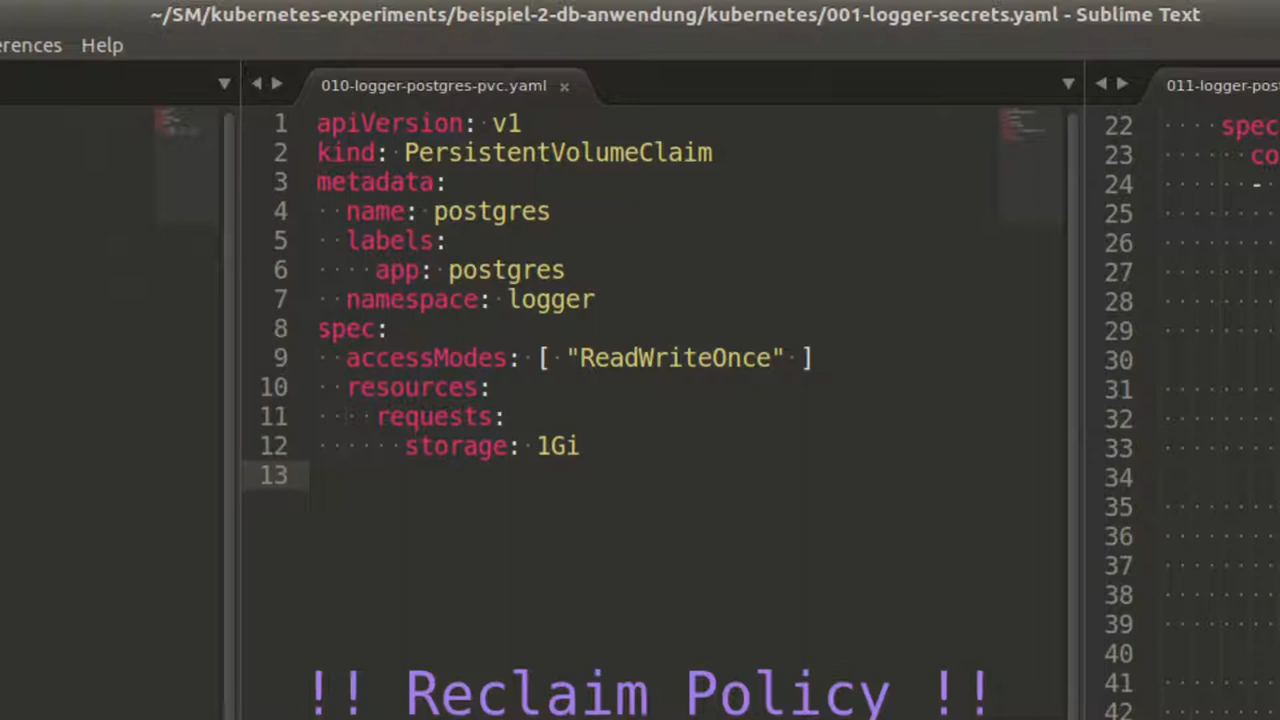 ~/SM/kubernetes-experiments/beispiel-2-db-anwendung/kubernetes/001-logger-secrets.yaml - Sublime Text
erences Help
010-logger-postgres-pvc.yaml ×
1 apiVersion: v1
2 kind: PersistentVolumeClaim
3 metadata:
4 name: postgres
5 labels:
6 app: postgres
7 namespace: logger
8 spec:
9 accessModes: [ "ReadWriteOnce" ]
10 resources:
11 requests:
12 storage: 1Gi
13
!! Reclaim Policy !!
011-logger-pos
22 spec
23 co
24 -
25
26
27
28
29
30
31
32
33
34
35
36
37
38
39
40
41
42